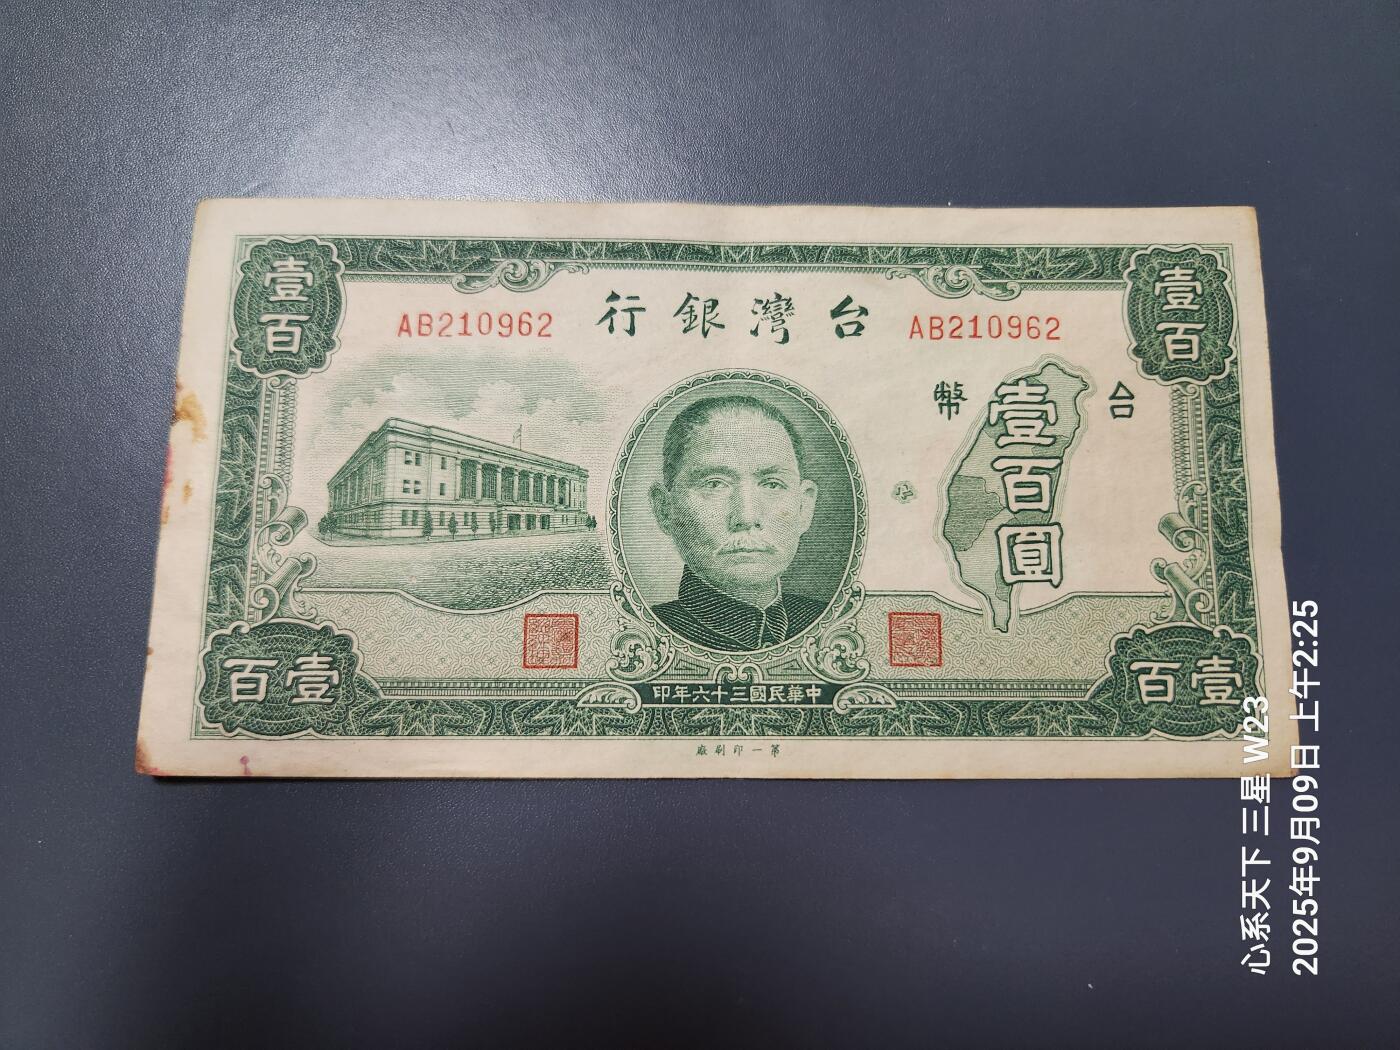 壹百
壹百
AB210962
台灣銀行
AB210962
台幣
壹百圓
壹百
壹百
中華民國三十六年印
第一印刷廠
心系天下 三星 W23
2025年9月09日 上午2:25